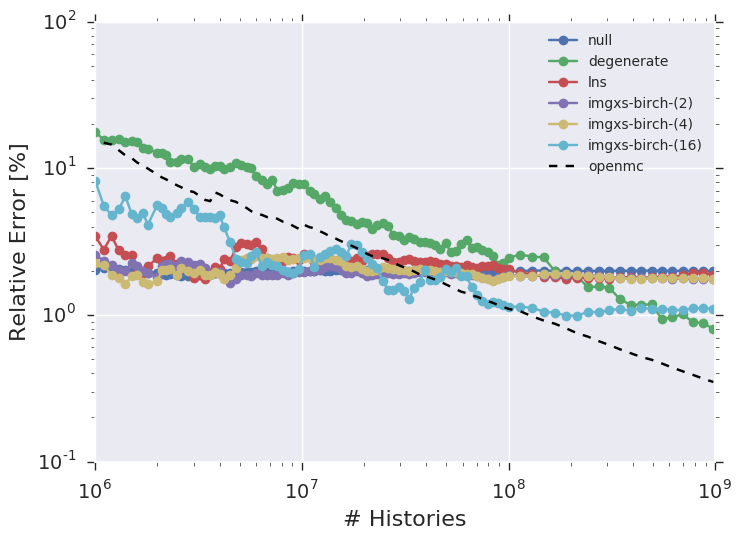 10^2
10^1
10^0
10^-1
Relative Error [%]
null
degenerate
lns
imgxs-birch-(2)
imgxs-birch-(4)
imgxs-birch-(16)
openmc
10^6 10^7 10^8 10^9
# Histories